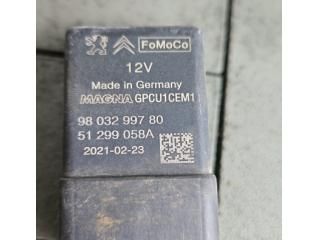 FoMoCo
12V
Made in Germany
MAGNA GPCU1CEM1
98 032 997 80
51 299 058A
2021-02-23